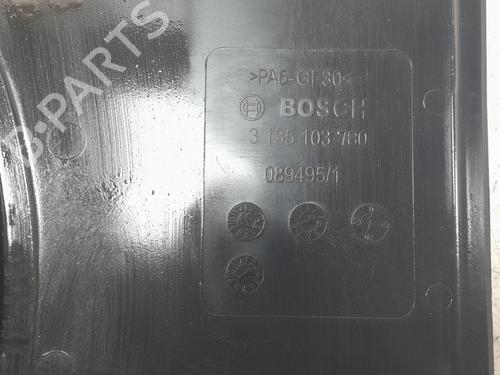 >PA6-GF30<
BOSCH
3 135 103 780
089495/1
B-PARTS